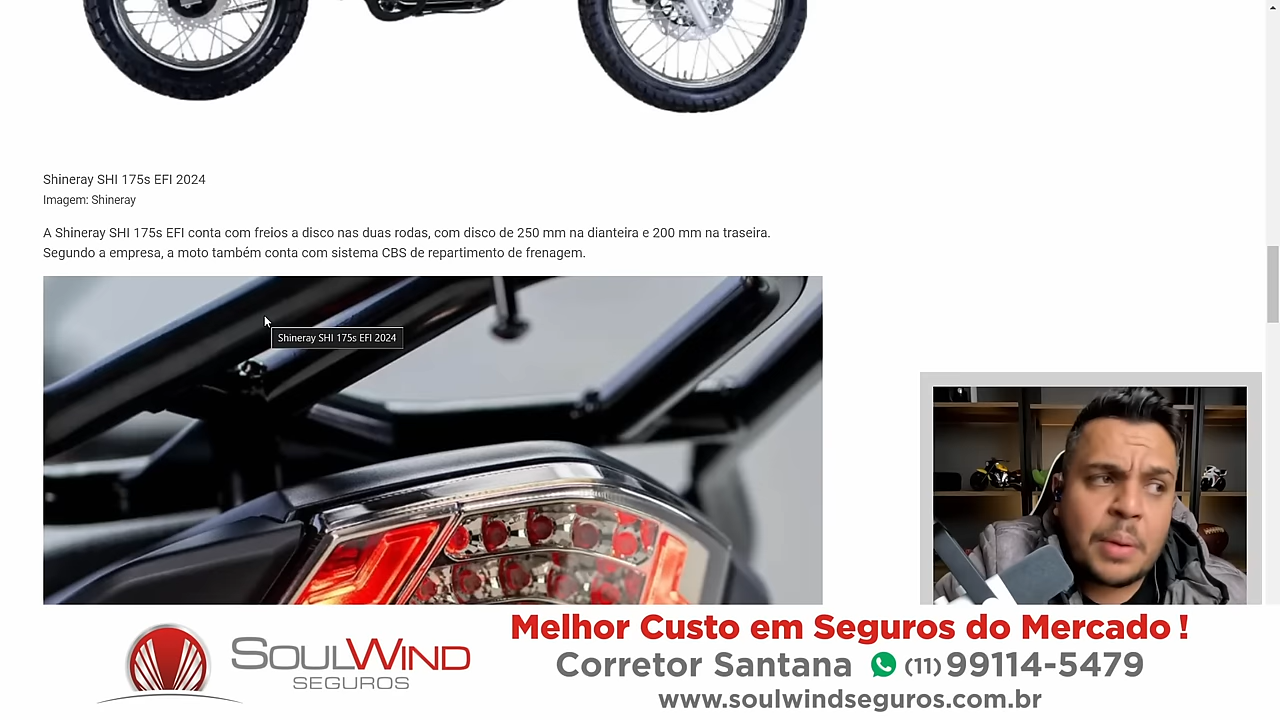 Shineray SHI 175s EFI 2024
Imagem: Shineray
A Shineray SHI 175s EFI conta com freios a disco nas duas rodas, com disco de 250 mm na dianteira e 200 mm na traseira.
Segundo a empresa, a moto também conta com sistema CBS de repartimento de frenagem.
Shineray SHI 175s EFI 2024
SOULWIND
SEGUROS
Melhor Custo em Seguros do Mercado !
Corretor Santana (11) 99114-5479
www.soulwindseguros.com.br